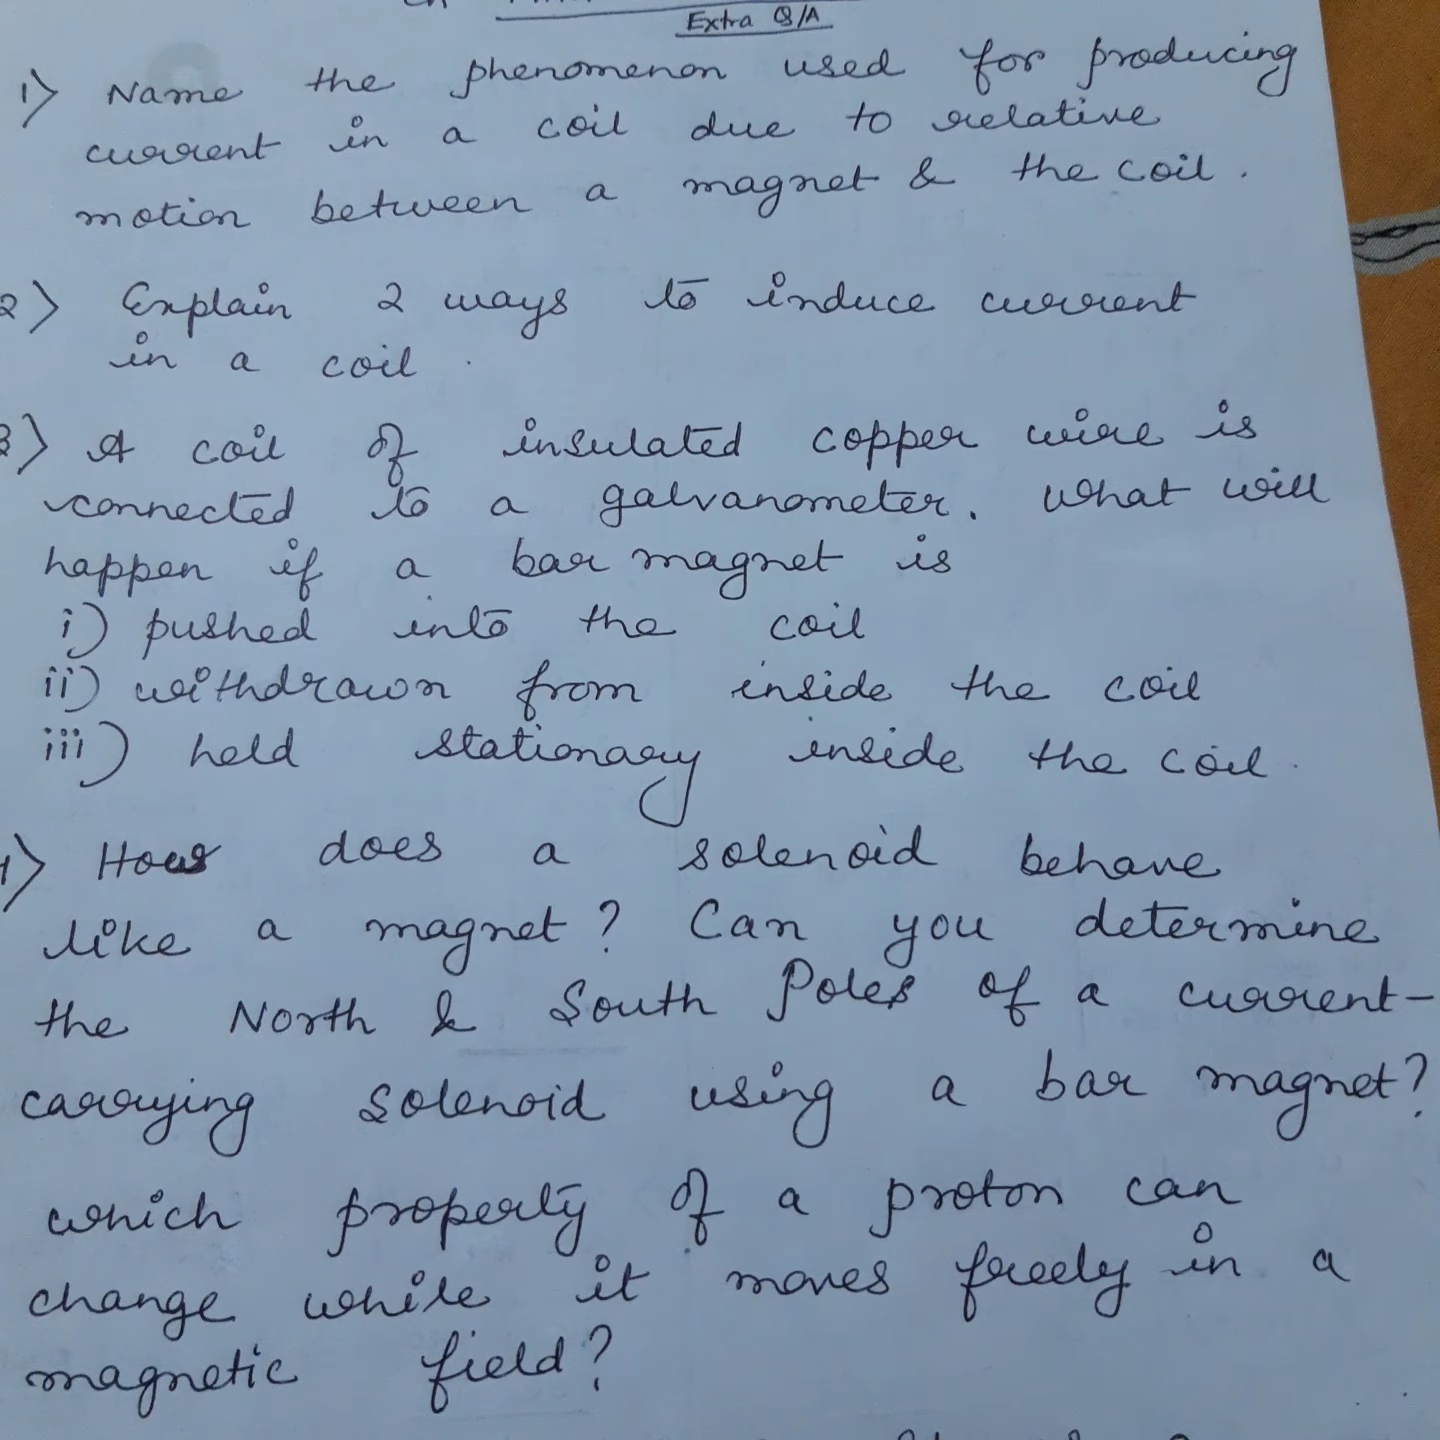 Extra Q/A
1) Name the phenomenon used for producing
current in a coil due to relative
motion between a magnet & the coil.
2) Explain 2 ways to induce current
in a coil.
3) A coil of insulated copper wire is
connected to a galvanometer. What will
happen if a bar magnet is
i) pushed into the coil
ii) withdrawn from inside the coil
iii) held stationary inside the coil.
How does a solenoid behave
like a magnet? Can you determine
the North & South Poles of a current-
carrying solenoid using a bar magnet?
which property of a proton can
change while it moves freely in a
magnetic field?